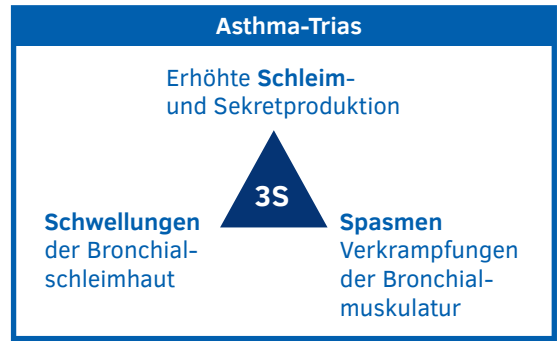 Asthma-Trias
Erhöhte Schleim-
und Sekretproduktion
3S
Schwellungen
der Bronchial-
schleimhaut
Spasmen
Verkrampfungen
der Bronchial-
muskulatur